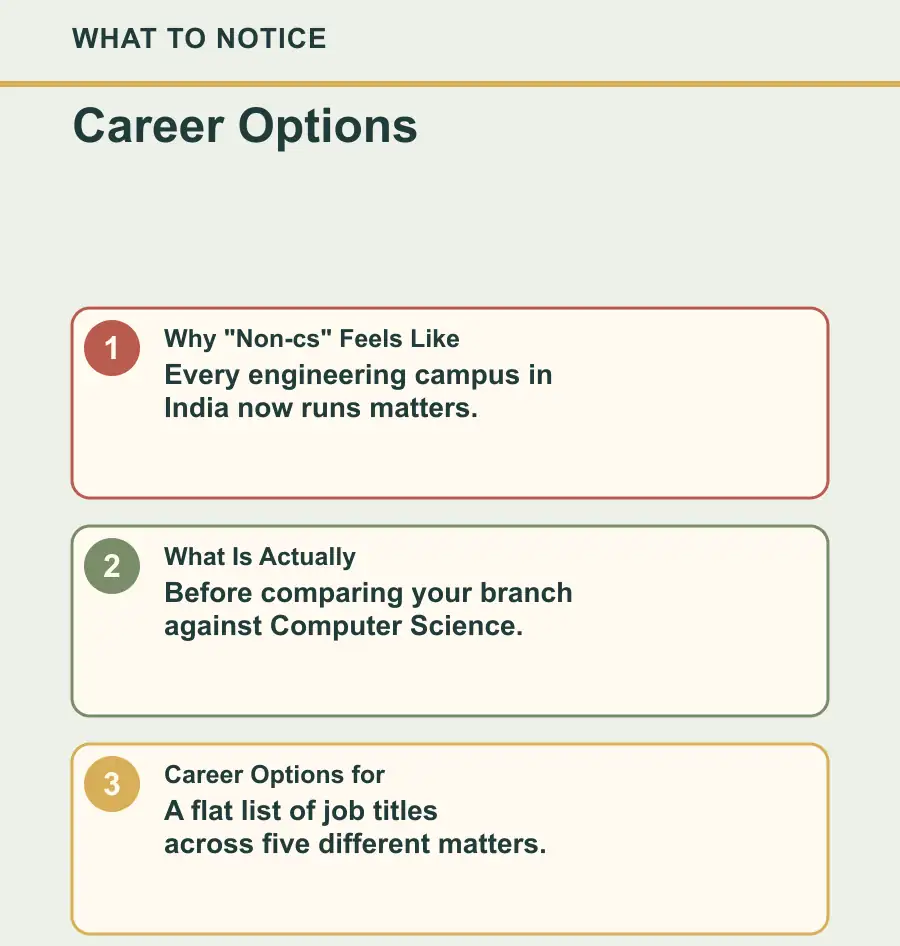 WHAT TO NOTICE
Career Options
1
Why "Non-cs" Feels Like
Every engineering campus in
India now runs matters.
2
What Is Actually
Before comparing your branch
against Computer Science.
3
Career Options for
A flat list of job titles
across five different matters.